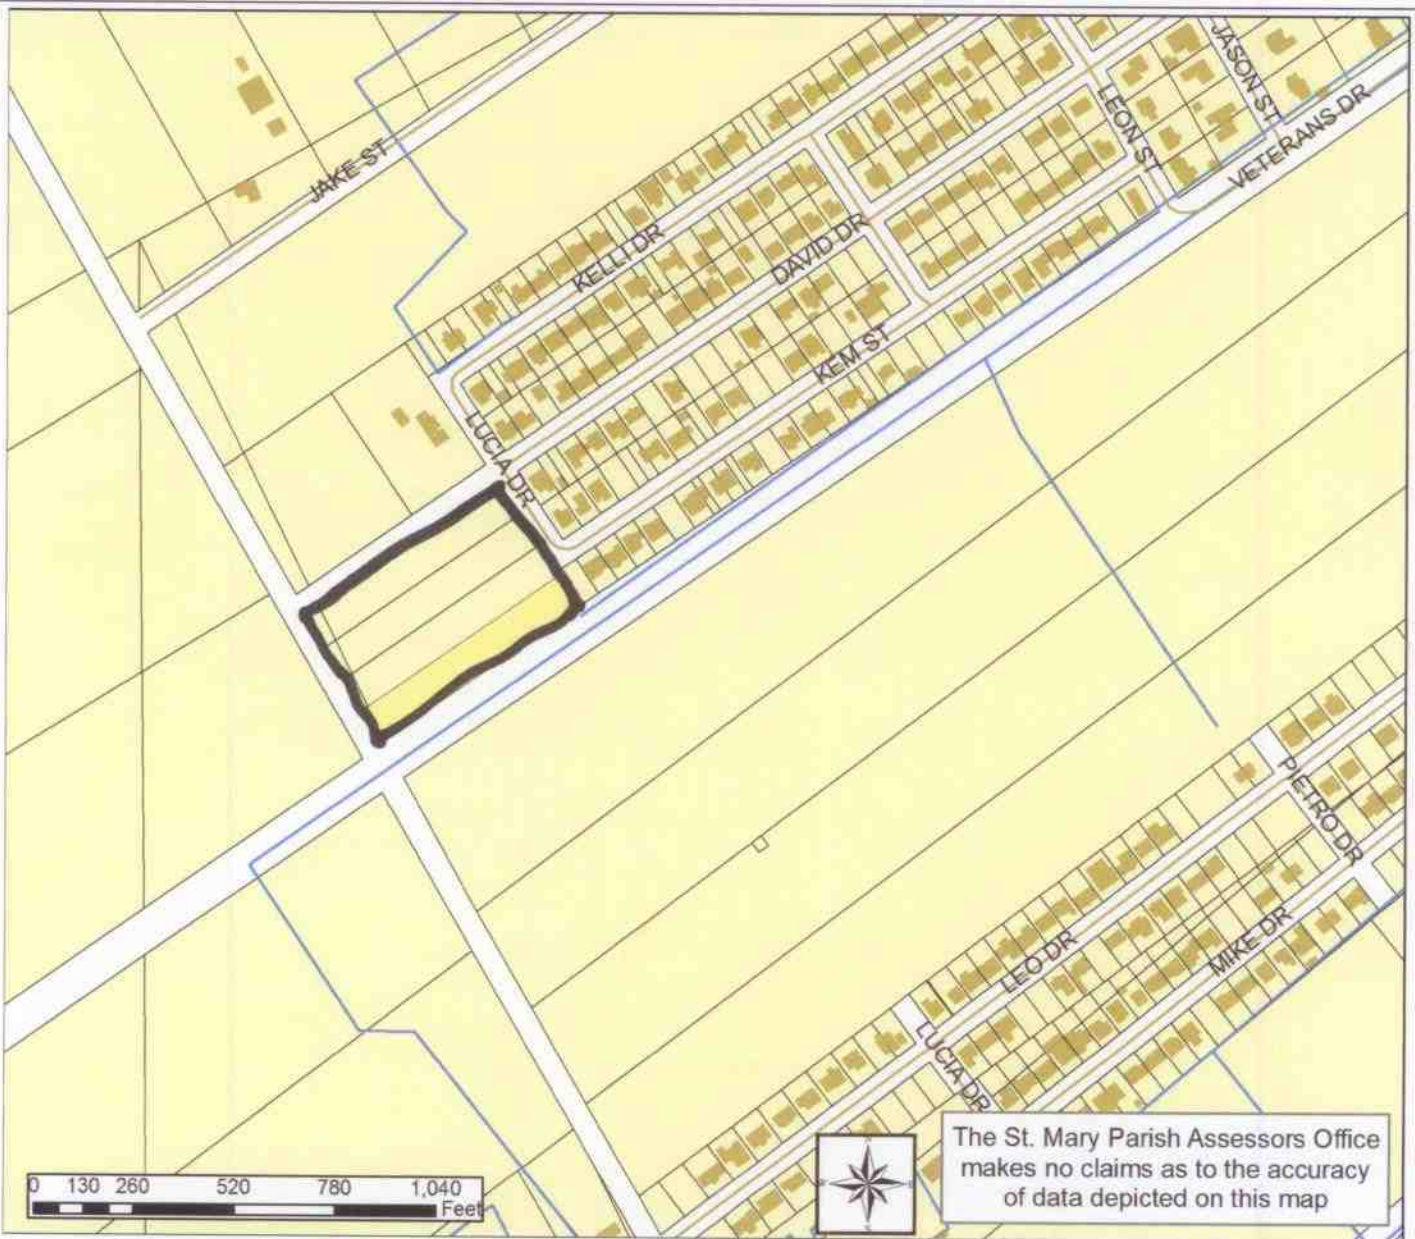 JASON ST
LEON ST
VETERANS DR
JAKE ST
KELLI DR
DAVID DR
KEM ST
LUCIA DR
PIETRO DR
LEO DR
MIKE DR
LUCIA DR
0 130 260 520 780 1,040
Feet
The St. Mary Parish Assessors Office
makes no claims as to the accuracy
of data depicted on this map